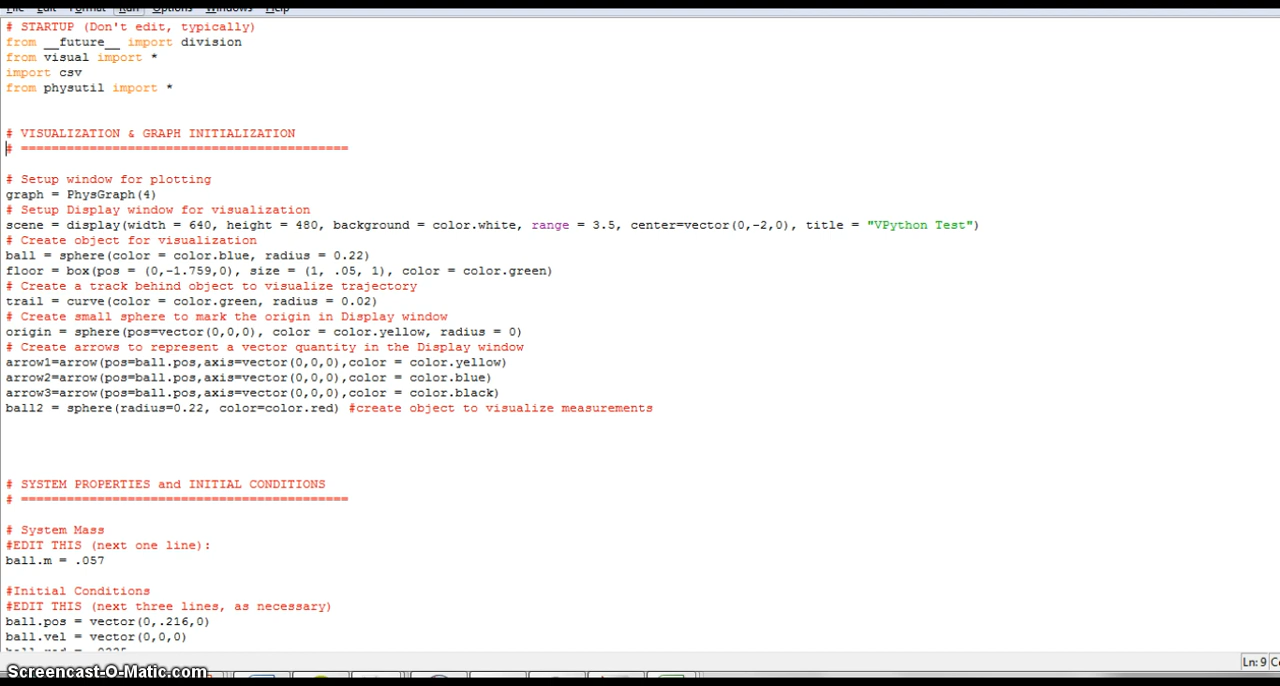 File Edit Format Run Options Windows Help
# STARTUP (Don't edit, typically)
from __future__ import division
from visual import *
import csv
from physutil import *
# VISUALIZATION & GRAPH INITIALIZATION
# ===========================================
# Setup window for plotting
graph = PhysGraph(4)
# Setup Display window for visualization
scene = display(width = 640, height = 480, background = color.white, range = 3.5, center=vector(0,-2,0), title = "VPython Test")
# Create object for visualization
ball = sphere(color = color.blue, radius = 0.22)
floor = box(pos = (0,-1.759,0), size = (1, .05, 1), color = color.green)
# Create a track behind object to visualize trajectory
trail = curve(color = color.green, radius = 0.02)
# Create small sphere to mark the origin in Display window
origin = sphere(pos=vector(0,0,0), color = color.yellow, radius = 0)
# Create arrows to represent a vector quantity in the Display window
arrow1=arrow(pos=ball.pos,axis=vector(0,0,0),color = color.yellow)
arrow2=arrow(pos=ball.pos,axis=vector(0,0,0),color = color.blue)
arrow3=arrow(pos=ball.pos,axis=vector(0,0,0),color = color.black)
ball2 = sphere(radius=0.22, color=color.red) #create object to visualize measurements
# SYSTEM PROPERTIES and INITIAL CONDITIONS
# ===========================================
# System Mass
#EDIT THIS (next one line):
ball.m = .057
#Initial Conditions
#EDIT THIS (next three lines, as necessary)
ball.pos = vector(0,.216,0)
ball.vel = vector(0,0,0)
Ln: 9
Screencast-O-Matic.com